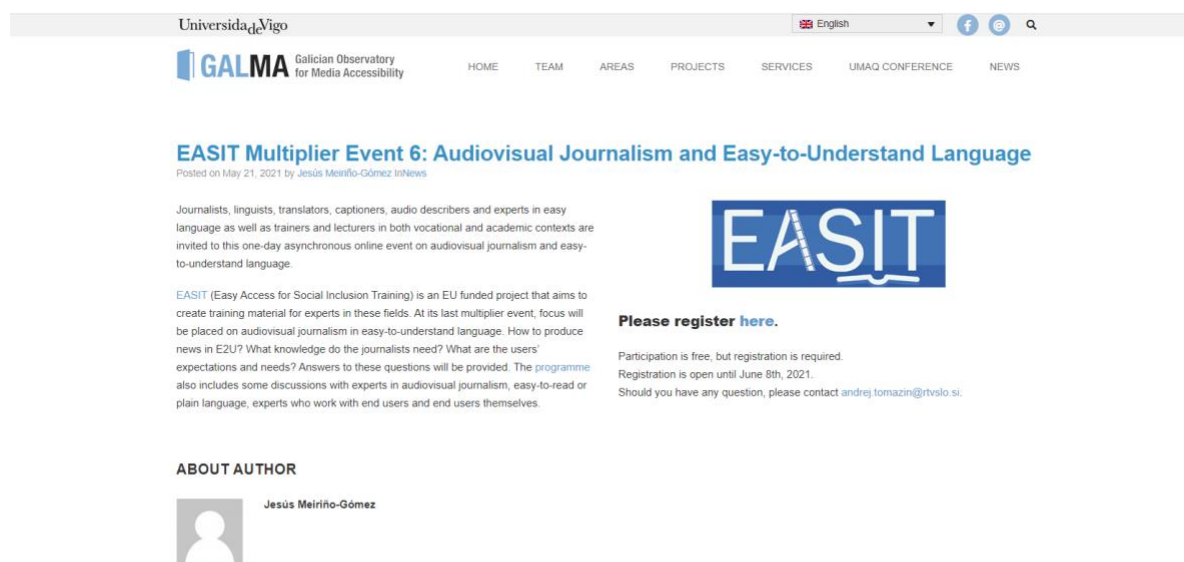 UniversidadeVigo
English
GALMA Galician Observatory
for Media Accessibility
HOME TEAM AREAS PROJECTS SERVICES UMAQ CONFERENCE NEWS
EASIT Multiplier Event 6: Audiovisual Journalism and Easy-to-Understand Language
Posted on May 21, 2021 by Jesús Meiriño-Gómez InNews
Journalists, linguists, translators, captioners, audio describers and experts in easy
language as well as trainers and lecturers in both vocational and academic contexts are
invited to this one-day asynchronous online event on audiovisual journalism and easy-
to-understand language.
EASIT (Easy Access for Social Inclusion Training) is an EU funded project that aims to
create training material for experts in these fields. At its last multiplier event, focus will
be placed on audiovisual journalism in easy-to-understand language. How to produce
news in E2U? What knowledge do the journalists need? What are the users'
expectations and needs? Answers to these questions will be provided. The programme
also includes some discussions with experts in audiovisual journalism, easy-to-read or
plain language, experts who work with end users and end users themselves.
EASIT
Please register here.
Participation is free, but registration is required.
Registration is open until June 8th, 2021.
Should you have any question, please contact andrej.tomazin@rtvslo.si.
ABOUT AUTHOR
Jesús Meiriño-Gómez